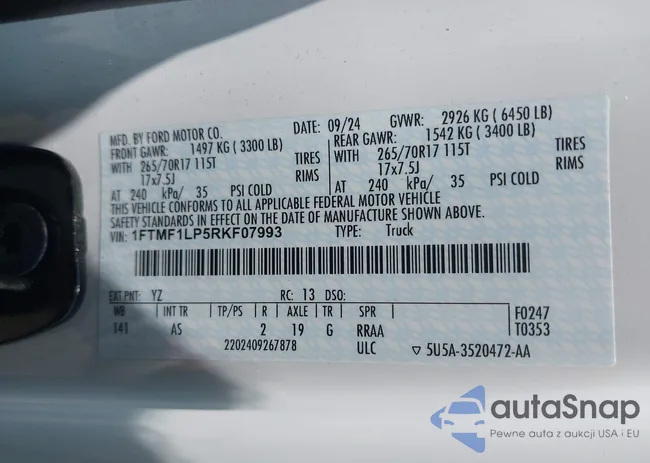 MFD. BY FORD MOTOR CO.
DATE: 09/24 GVWR: 2926 KG (6450 LB)
FRONT GAWR: 1497 KG (3300 LB)
REAR GAWR: 1542 KG (3400 LB)
WITH 265/70R17 115T TIRES
17x7.5J RIMS
AT 240 kPa/ 35 PSI COLD
WITH 265/70R17 115T TIRES
17x7.5J RIMS
AT 240 kPa/ 35 PSI COLD
THIS VEHICLE CONFORMS TO ALL APPLICABLE FEDERAL MOTOR VEHICLE
SAFETY STANDARDS IN EFFECT ON THE DATE OF MANUFACTURE SHOWN ABOVE.
VIN: 1FTMF1LP5RKF07993 TYPE: Truck
EXT PNT: YZ RC: 13 DSO:
WB INT TR TP/PS R AXLE TR SPR F0247
141 AS 2 19 G RRAA T0353
2202409267878 ULC ▽ 5U5A-3520472-AA
autaSnap
Pewne auta z aukcji USA i EU